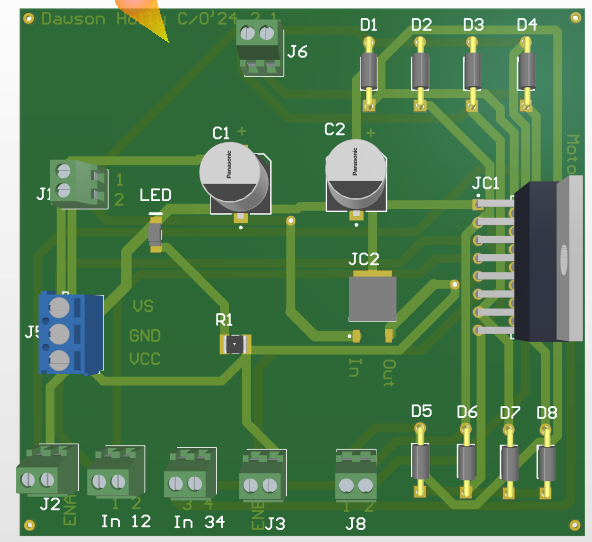 Dawson Holly C/O'24 2.1
J6
D1 D2 D3 D4
C1 + C2 +
Panasonic Panasonic
Moto
J1 1
2
LED JC1
JC2
VS
J5 R1 GND
VCC
In Out
D5 D6 D7 D8
J2 ENA 1 2 3 4 ENB J3 1 2
In 12 In 34 J8